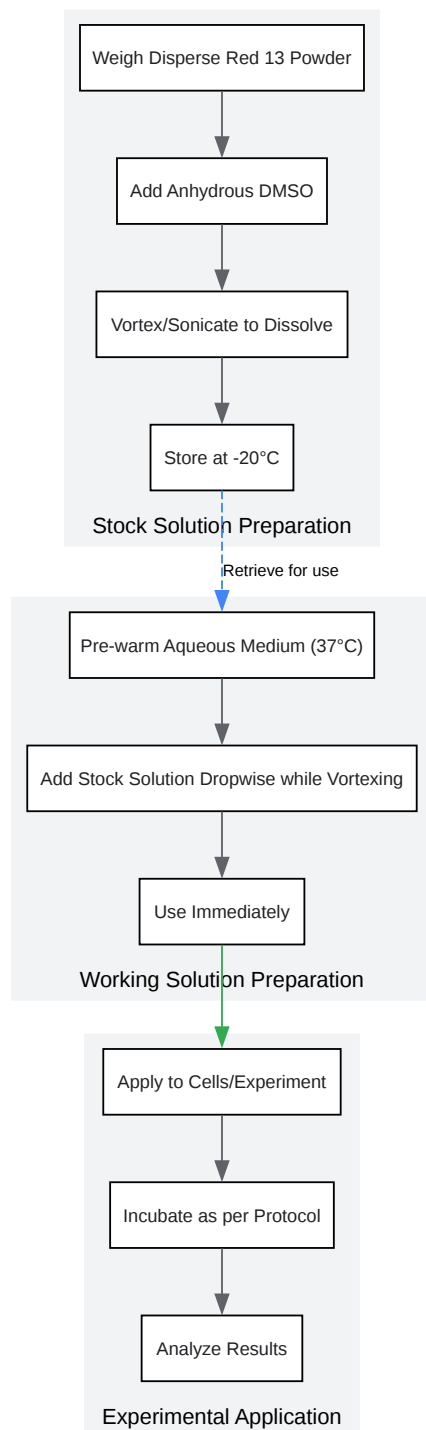 Weigh Disperse Red 13 Powder
Add Anhydrous DMSO
Vortex/Sonicate to Dissolve
Store at -20°C
Stock Solution Preparation
Retrieve for use
Pre-warm Aqueous Medium (37°C)
Add Stock Solution Dropwise while Vortexing
Use Immediately
Working Solution Preparation
Apply to Cells/Experiment
Incubate as per Protocol
Analyze Results
Experimental Application